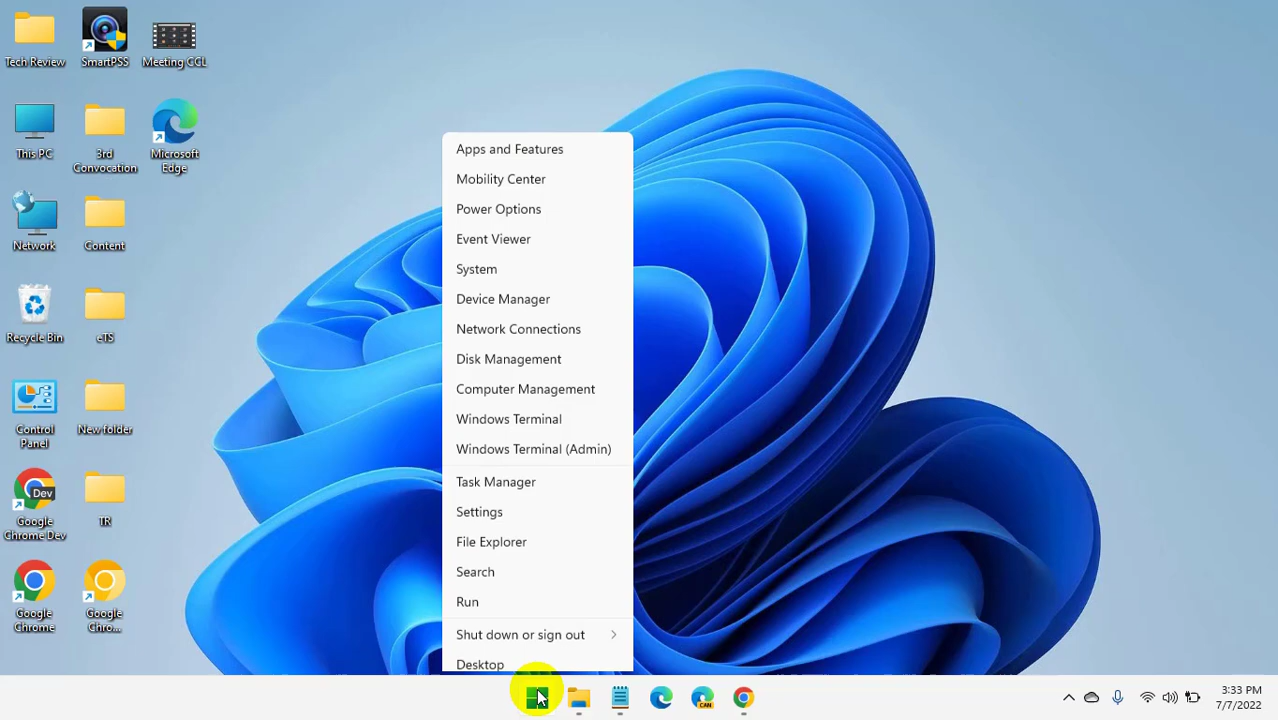 Tech Review
SmartPSS
Meeting CCL
This PC
3rd
Convocation
Microsoft
Edge
Network
Content
Recycle Bin
eTS
Control
Panel
New folder
Dev
Google
Chrome Dev
TR
Google
Chrome
Google
Chro...
Apps and Features
Mobility Center
Power Options
Event Viewer
System
Device Manager
Network Connections
Disk Management
Computer Management
Windows Terminal
Windows Terminal (Admin)
Task Manager
Settings
File Explorer
Search
Run
Shut down or sign out
Desktop
CAN
3:33 PM
7/7/2022